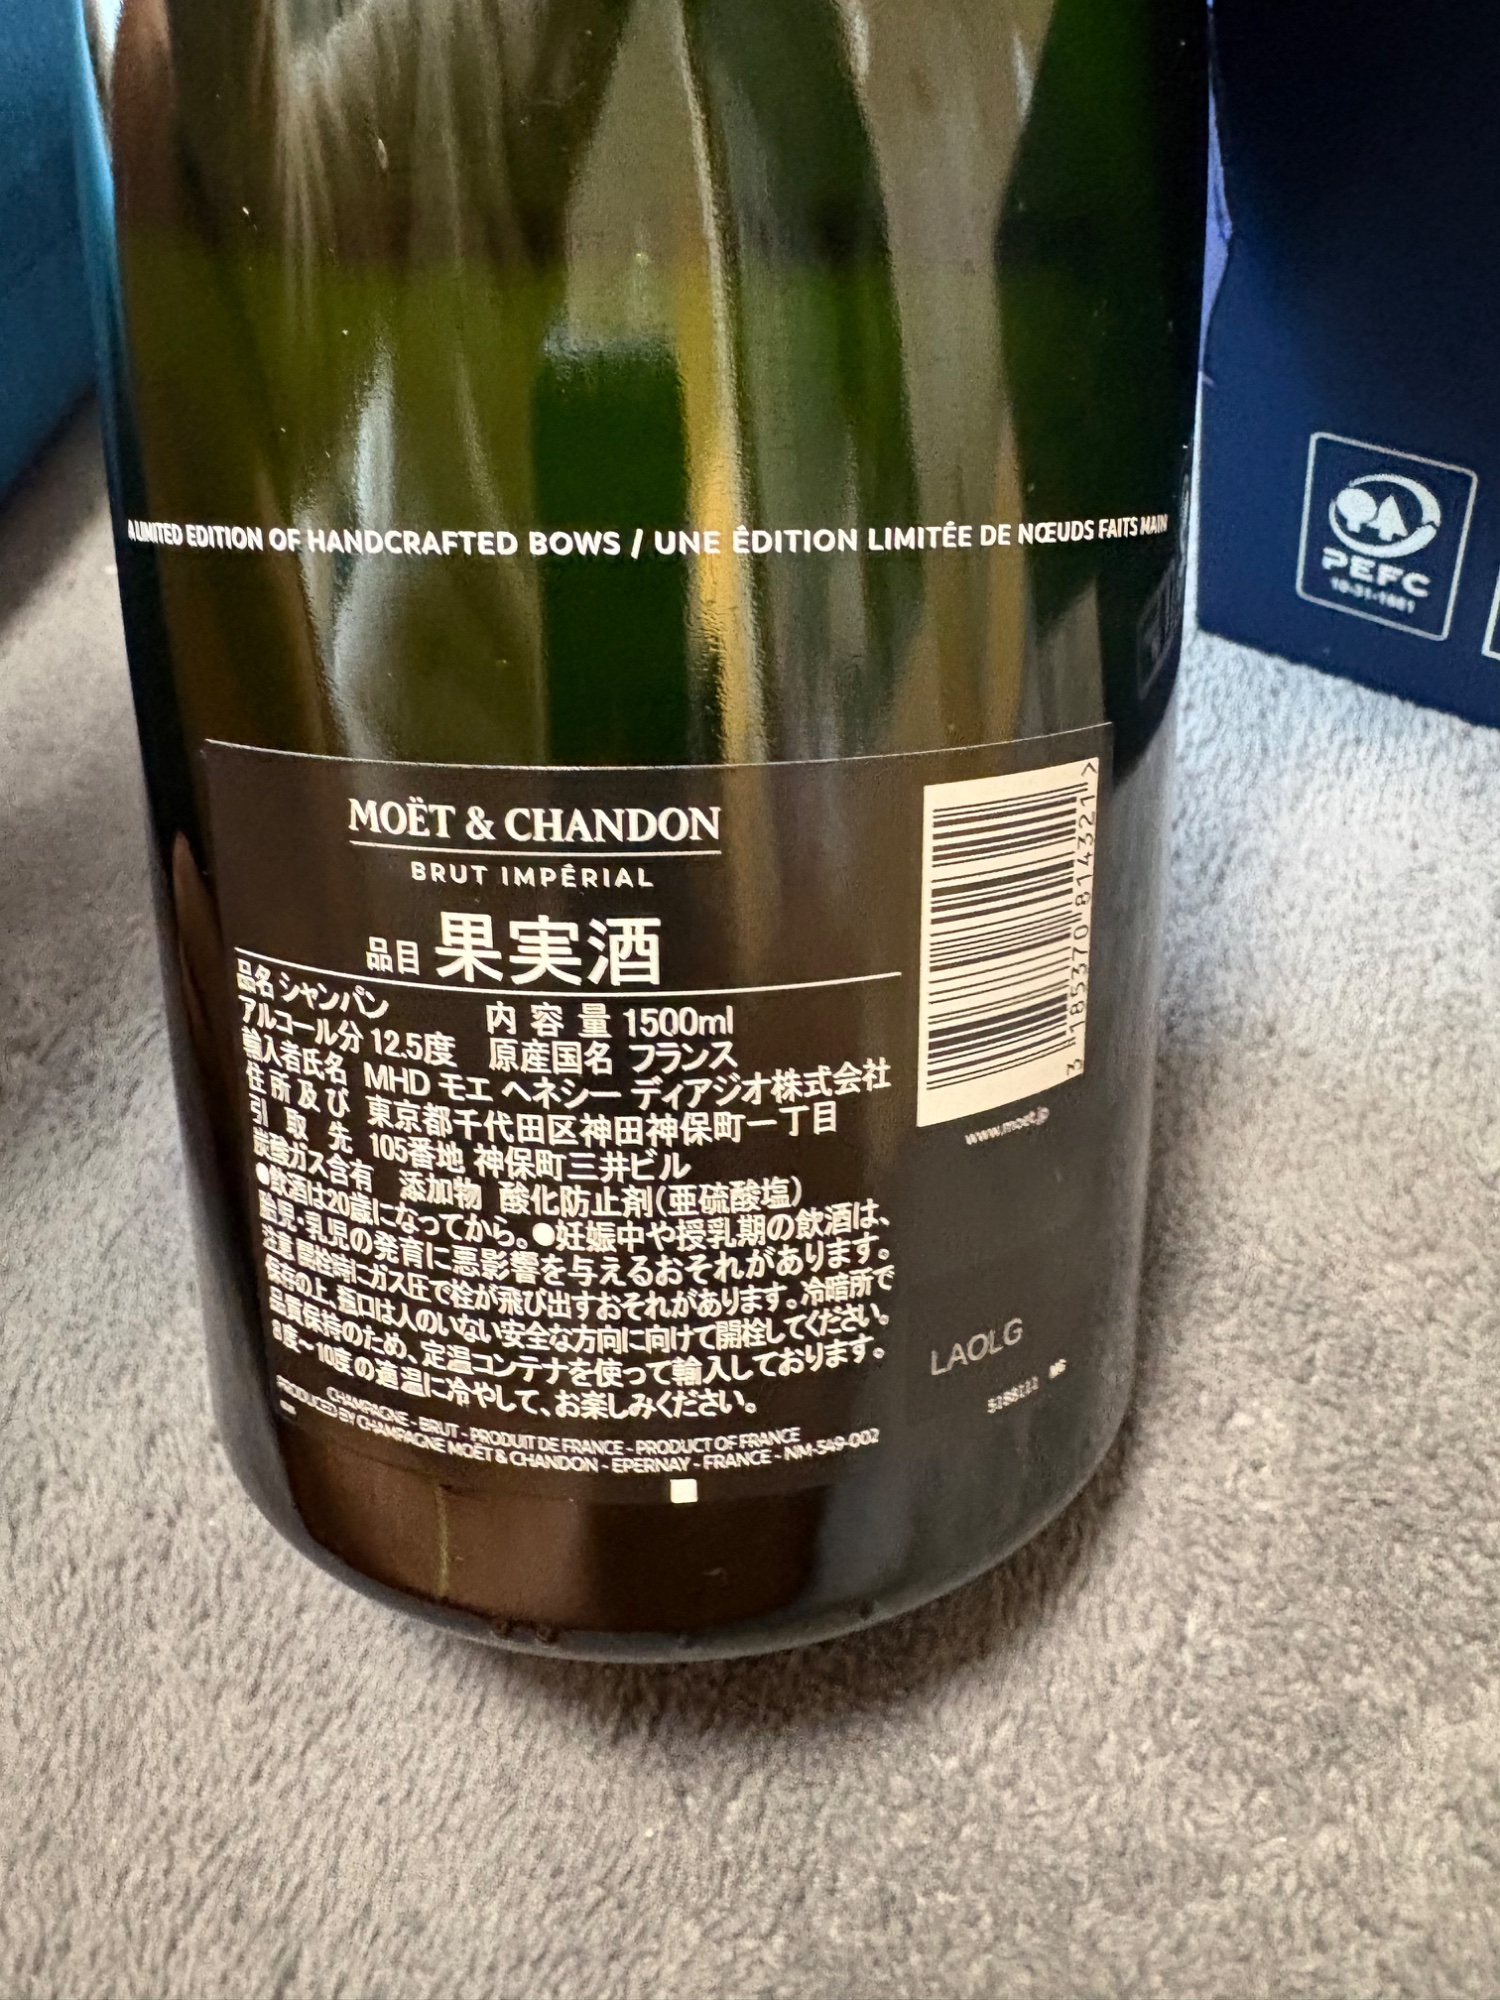 A LIMITED EDITION OF HANDCRAFTED BOWS / UNE ÉDITION LIMITÉE DE NŒUDS FAITS MAIN
PEFC
MOËT & CHANDON
BRUT IMPÉRIAL
品目 果実酒
品名 シャンパン 内容量 1500ml
アルコール分 12.5度 原産国名 フランス
輸入者氏名 MHD モエ ヘネシー ディアジオ株式会社
住所及び 東京都千代田区神田神保町一丁目
引取先 105番地 神保町三井ビル
炭酸ガス含有 添加物 酸化防止剤(亜硫酸塩)
●飲酒は20歳になってから。●妊娠中や授乳期の飲酒は、
胎児・乳児の発育に悪影響を与えるおそれがあります。
注意 開栓時にガス圧で栓が飛び出すおそれがあります。冷暗所で
保存の上、瓶口は人のいない安全な方向に向けて開栓してください。
品質保持のため、定温コンテナを使って輸入しております。
8度~10度の適温に冷やして、お楽しみください。
CHAMPAGNE - BRUT - PRODUIT DE FRANCE - PRODUCT OF FRANCE
PRODUCED BY CHAMPAGNE MOËT & CHANDON - EPERNAY - FRANCE - NM-549-002
3 185370 814321 >
www.moet.jp
LAOLG